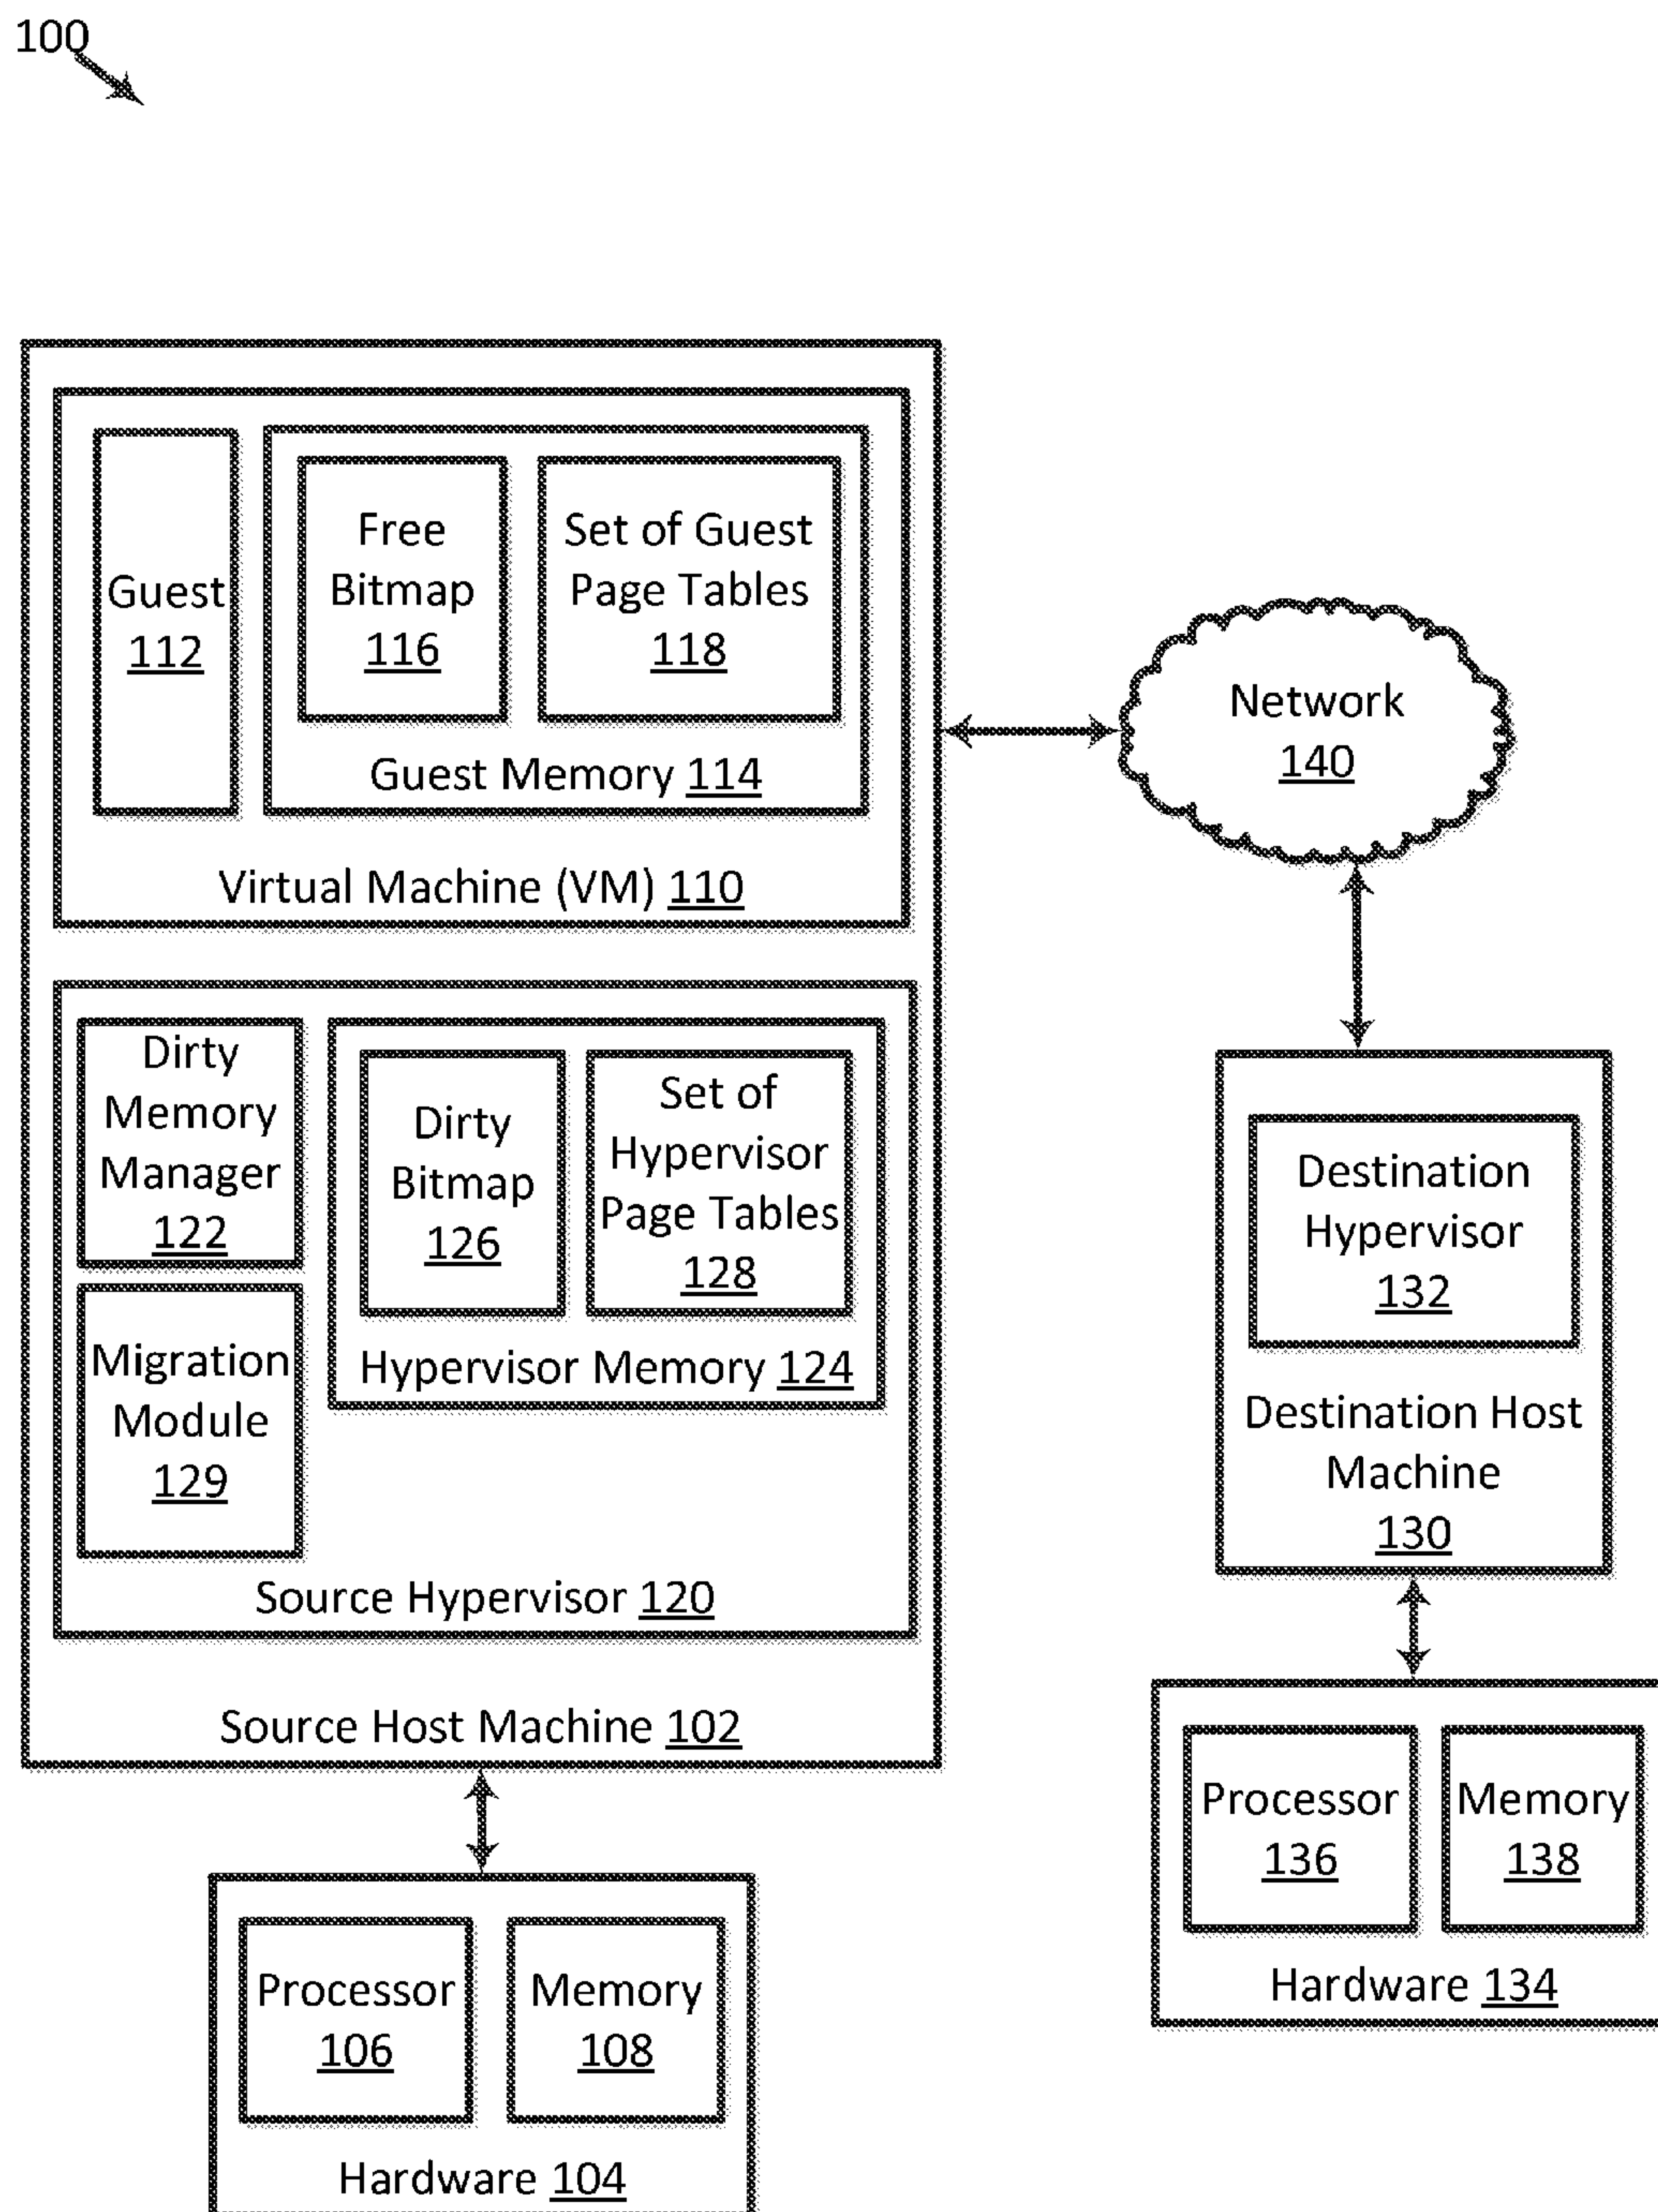 100
Guest
112
Free
Bitmap
116
Set of Guest
Page Tables
118
Guest Memory 114
Virtual Machine (VM) 110
Network
140
Dirty
Memory
Manager
122
Dirty
Bitmap
126
Set of
Hypervisor
Page Tables
128
Hypervisor Memory 124
Migration
Module
129
Source Hypervisor 120
Source Host Machine 102
Destination
Hypervisor
132
Destination Host
Machine
130
Processor
136
Memory
138
Hardware 134
Processor
106
Memory
108
Hardware 104